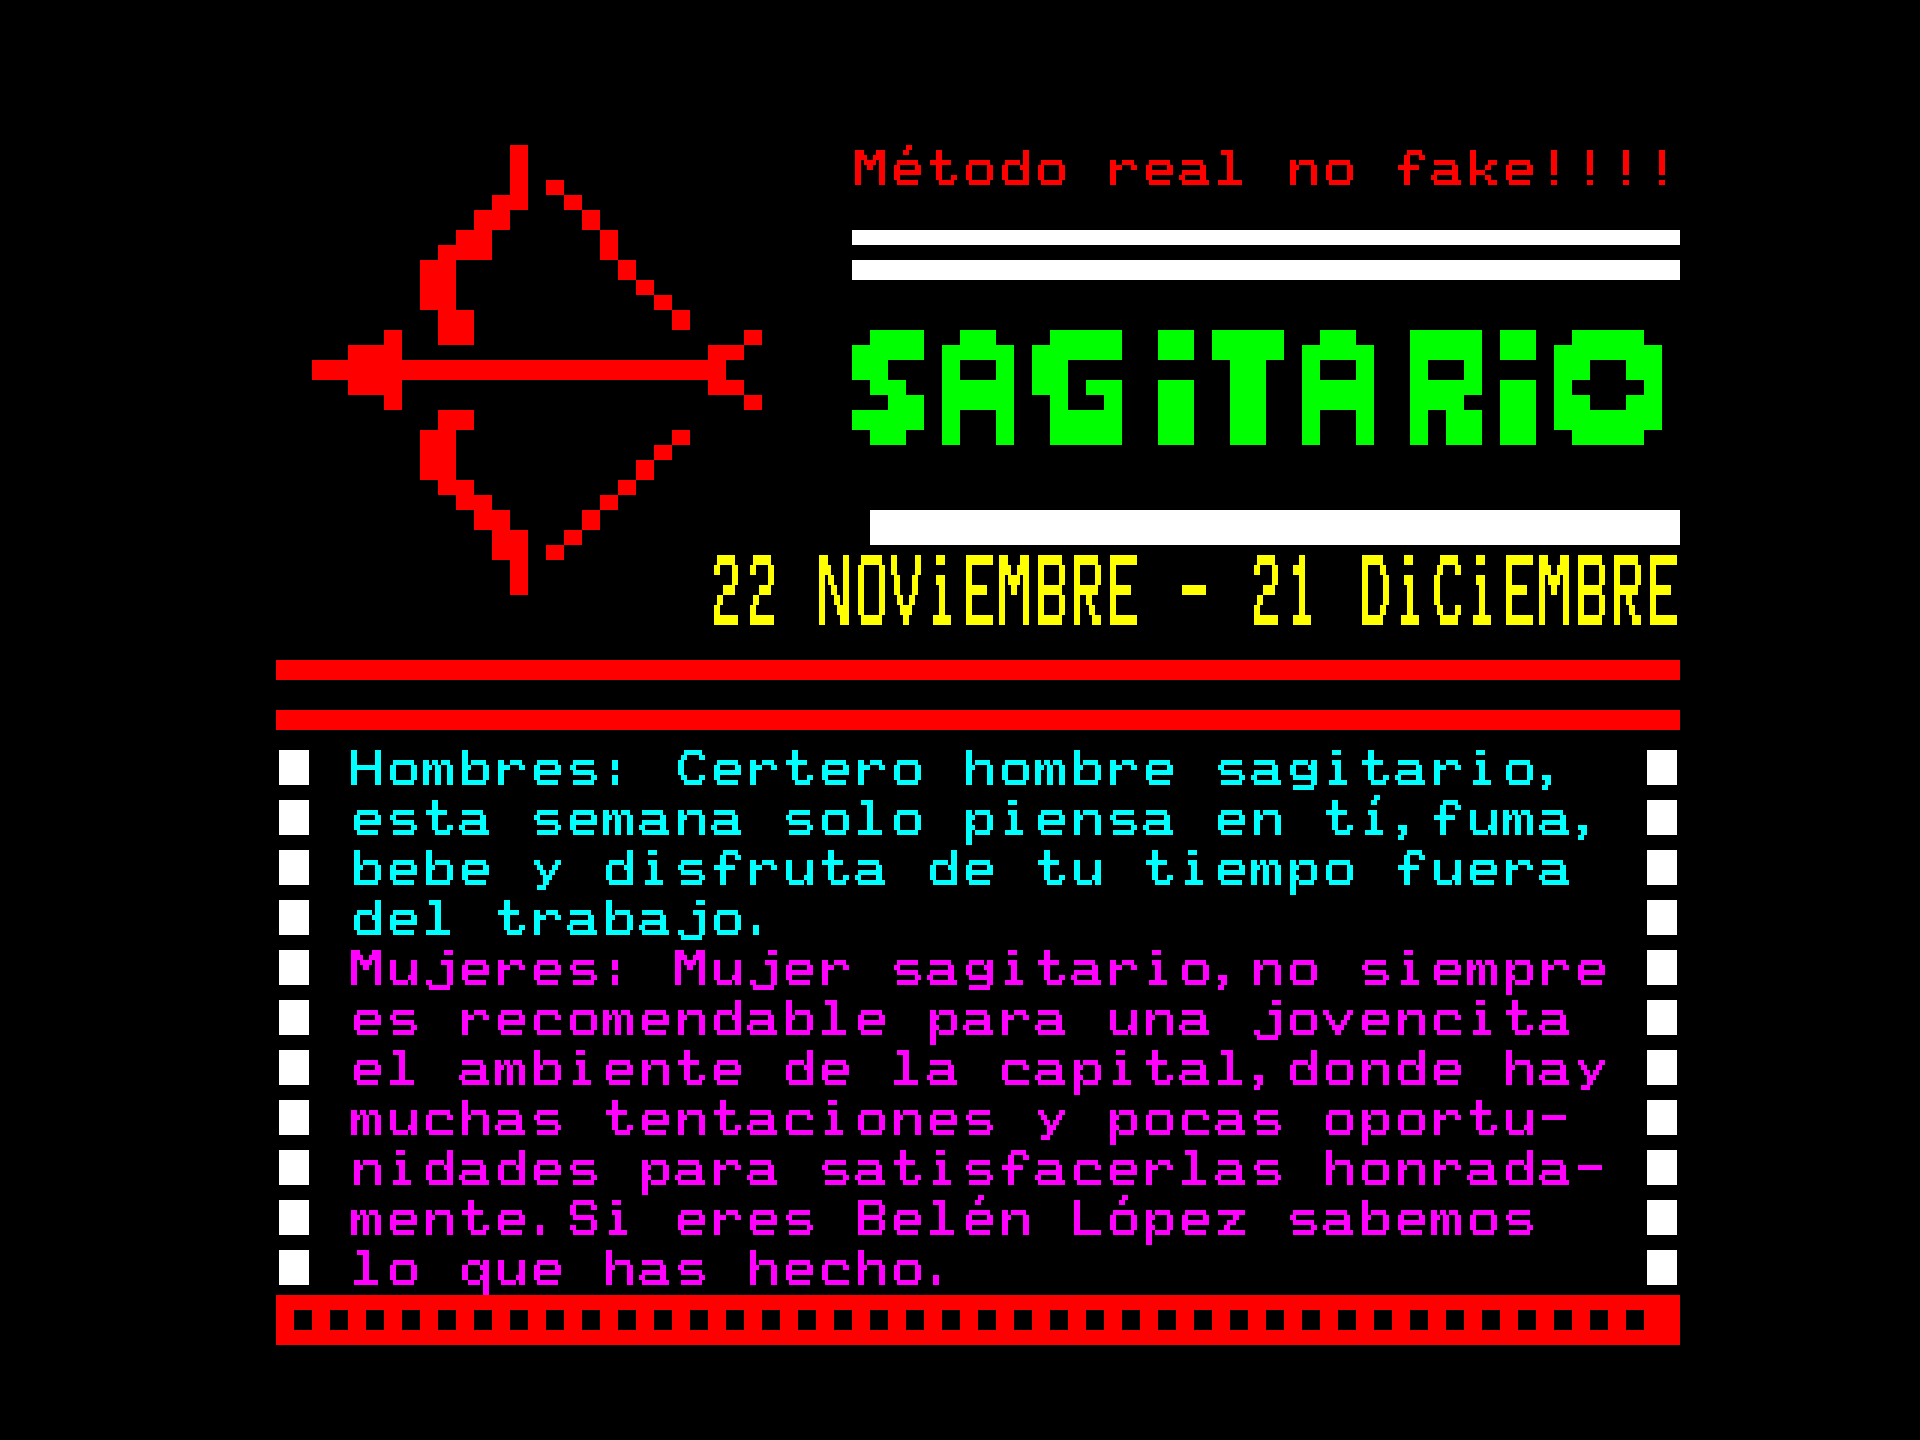 Método real no fake!!!!
SAGiTARiO
22 NOViEMBRE - 21 DiCiEMBRE
Hombres: Certero hombre sagitario,
esta semana solo piensa en tí,fuma,
bebe y disfruta de tu tiempo fuera
del trabajo.
Mujeres: Mujer sagitario,no siempre
es recomendable para una jovencita
el ambiente de la capital,donde hay
muchas tentaciones y pocas oportu-
nidades para satisfacerlas honrada-
mente.Si eres Belén López sabemos
lo que has hecho.